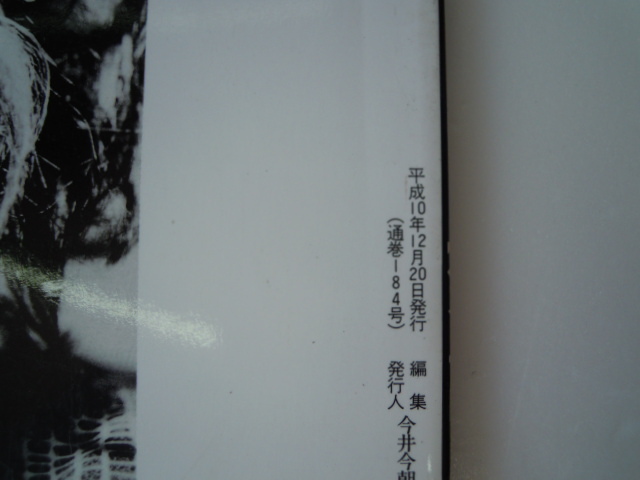 平成10年12月20日発行
(通巻184号)
編集
発行人 今井今朝